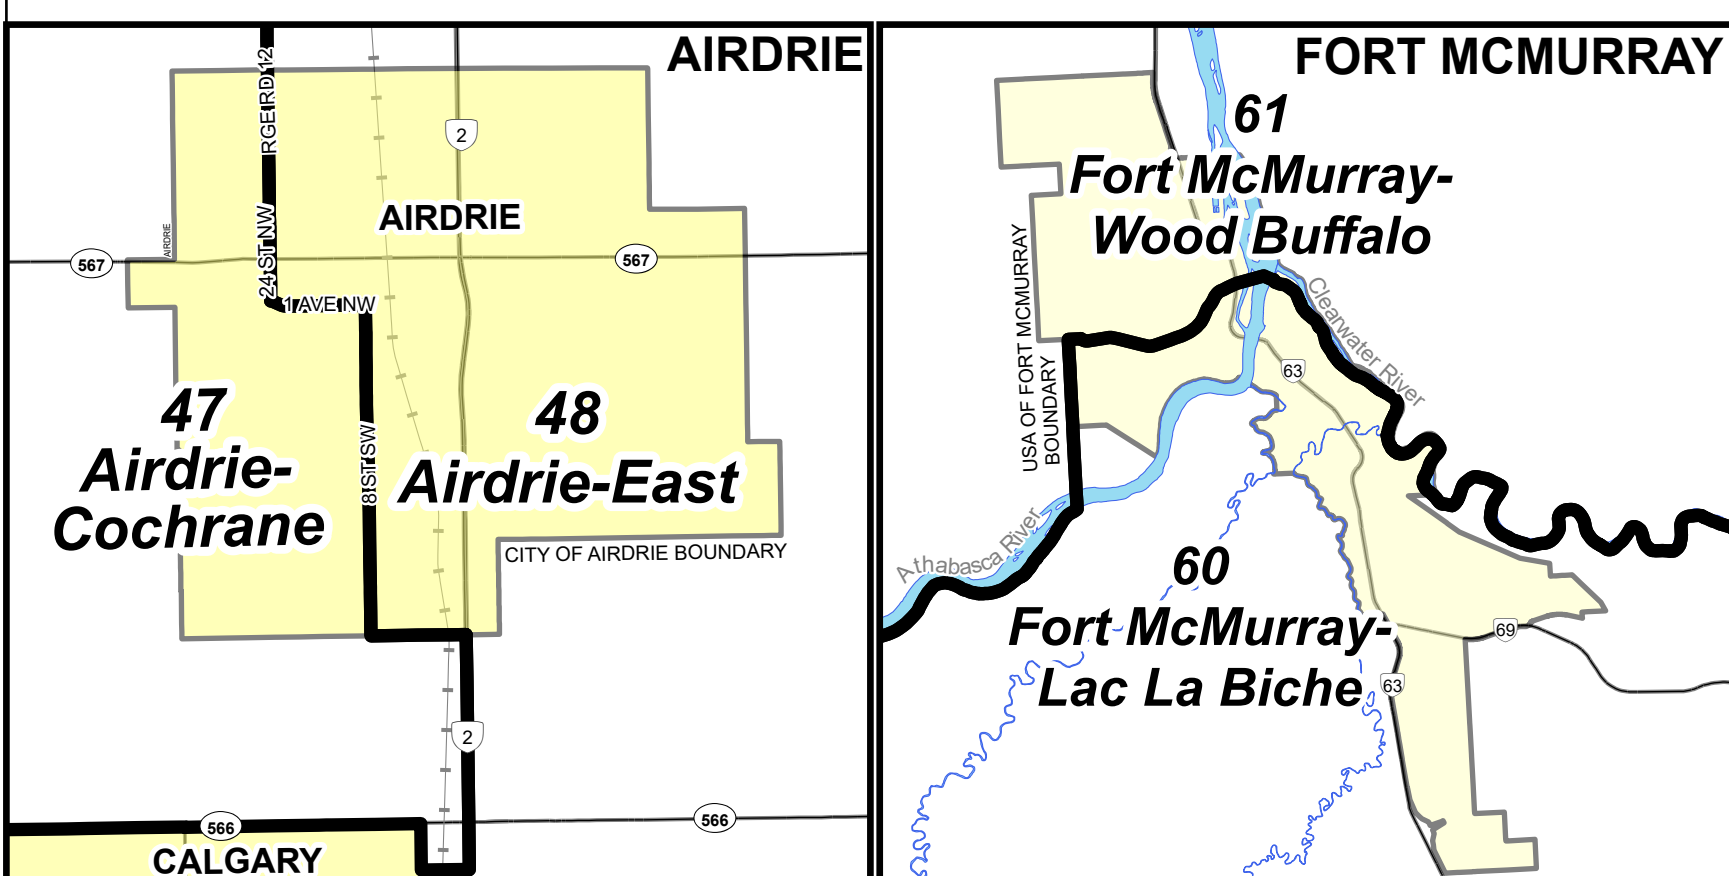 AIRDRIE
RGE RD 12
2
AIRDRIE
AIRDRIE
24 ST NW
567
567
1 AVE NW
47
Airdrie-
Cochrane
8 ST SW
48
Airdrie-East
CITY OF AIRDRIE BOUNDARY
2
566
566
CALGARY
FORT MCMURRAY
61
Fort McMurray-
Wood Buffalo
USA OF FORT MCMURRAY
BOUNDARY
Clearwater River
63
Athabasca River
60
Fort McMurray-
Lac La Biche
69
63